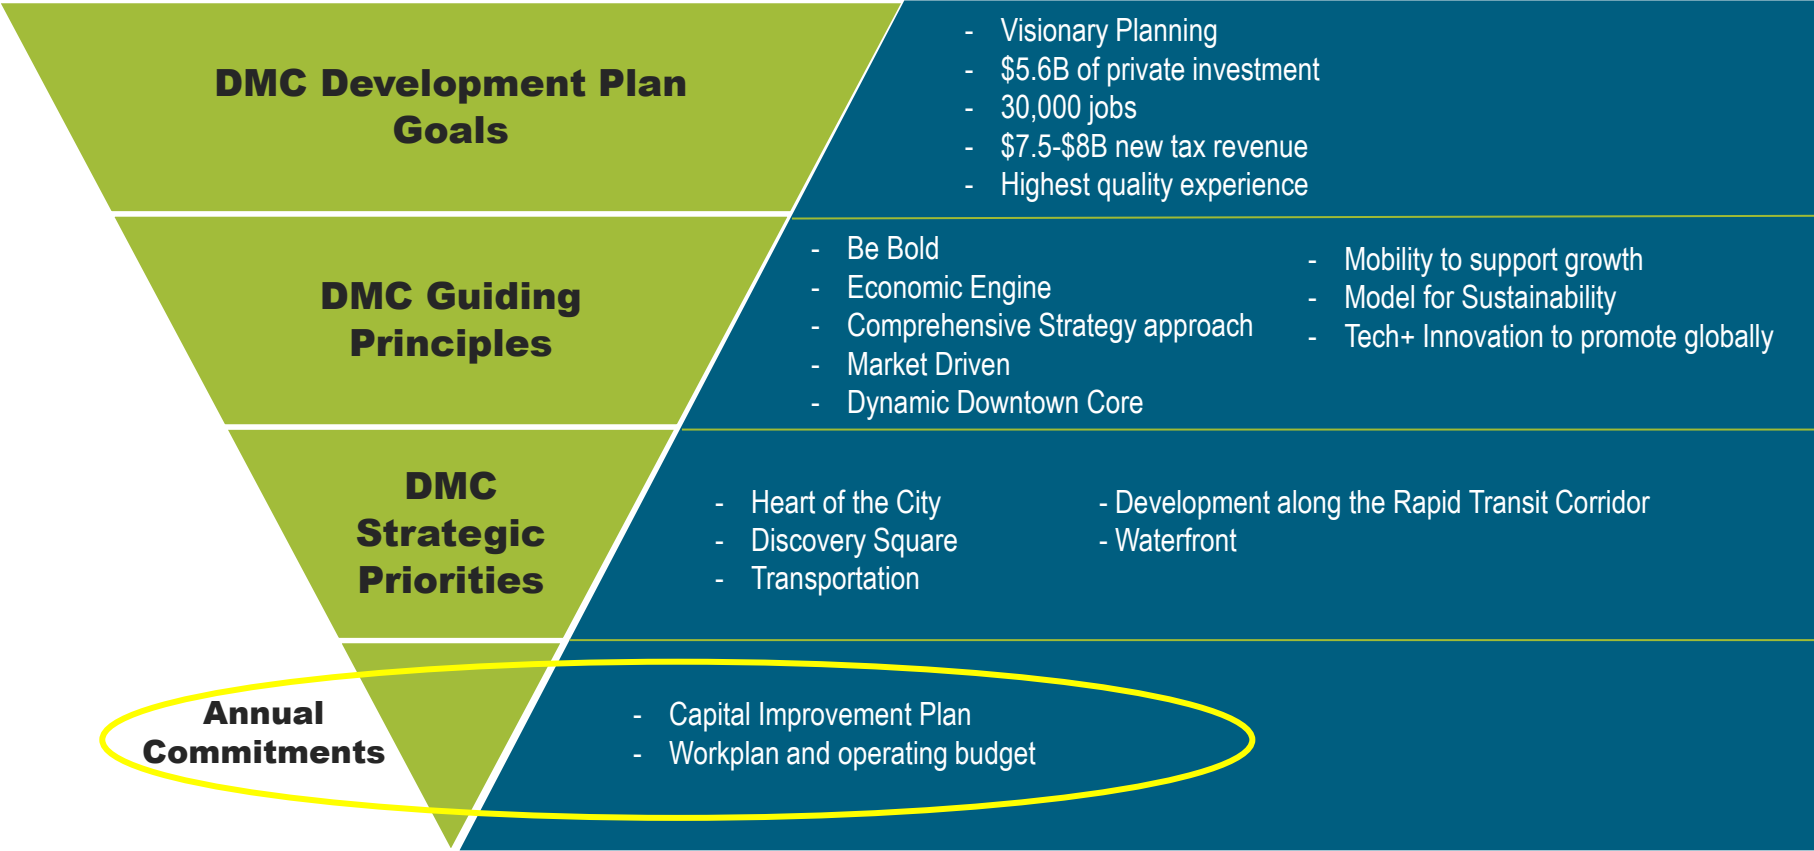 DMC Development Plan
Goals
- Visionary Planning
- $5.6B of private investment
- 30,000 jobs
- $7.5-$8B new tax revenue
- Highest quality experience
DMC Guiding
Principles
- Be Bold
- Economic Engine
- Comprehensive Strategy approach
- Market Driven
- Dynamic Downtown Core
- Mobility to support growth
- Model for Sustainability
- Tech+ Innovation to promote globally
DMC
Strategic
Priorities
- Heart of the City
- Discovery Square
- Transportation
- Development along the Rapid Transit Corridor
- Waterfront
Annual
Commitments
- Capital Improvement Plan
- Workplan and operating budget